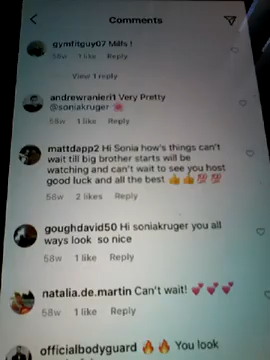 Comments
gymfitguy07 Milfs !
58w 1 like Reply
View 1 reply
andrewranieri1 Very Pretty
@soniakruger 🌸
58w 1 like Reply
mattdapp2 Hi Sonia how's things can't
wait till big brother starts will be
watching and can't wait to see you host
good luck and all the best 👍👍💯💯
58w 2 likes Reply
goughdavid50 Hi soniakruger you all
ways look so nice
58w 1 like Reply
natalia.de.martin Can't wait! 💕💕💕
58w 1 like Reply
officialbodyguard 🔥🔥 You look